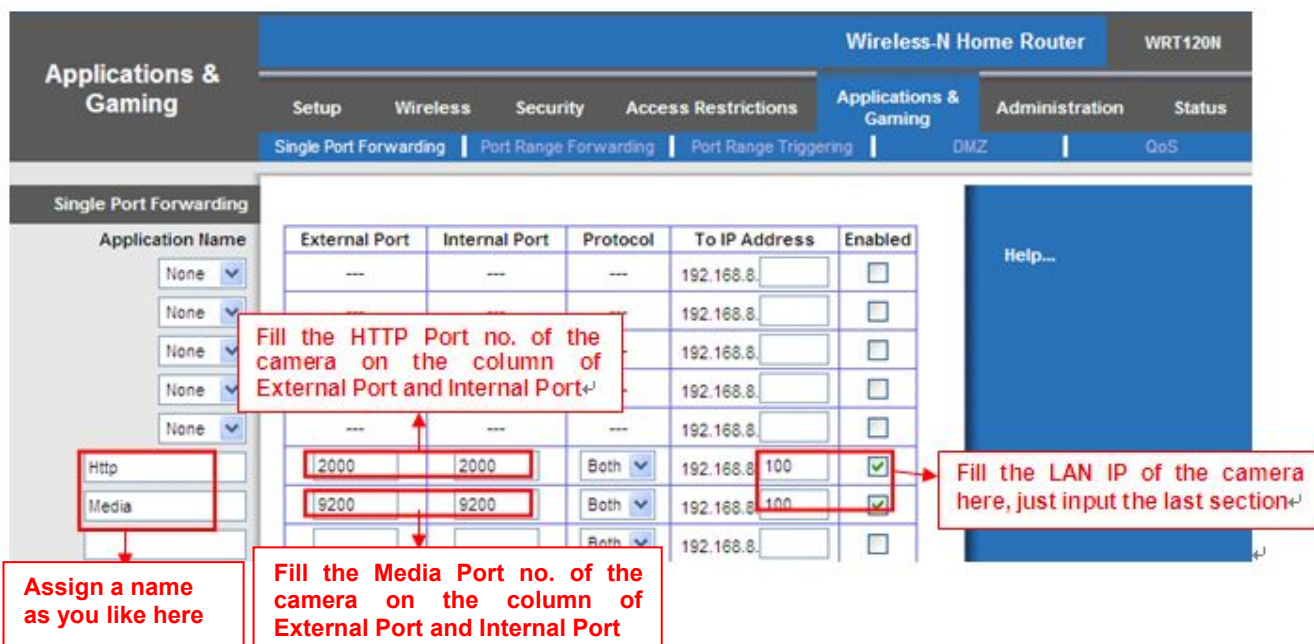 Wireless-N Home Router WRT120N
Applications &
Gaming
Setup Wireless Security Access Restrictions Applications & Gaming Administration Status
Single Port Forwarding Port Range Forwarding Port Range Triggering DMZ QoS
Single Port Forwarding
Application Name External Port Internal Port Protocol To IP Address Enabled
Help...
None --- --- --- 192.168.8.
None --- 192.168.8.
None 192.168.8.
None 192.168.8.
None --- --- --- 192.168.8.
Fill the HTTP Port no. of the
camera on the column of
External Port and Internal Port
Http 2000 2000 Both 192.168.8. 100
Media 9200 9200 Both 192.168.8. 100
Both 192.168.8.
Fill the LAN IP of the camera
here, just input the last section
Assign a name
as you like here
Fill the Media Port no. of the
camera on the column of
External Port and Internal Port